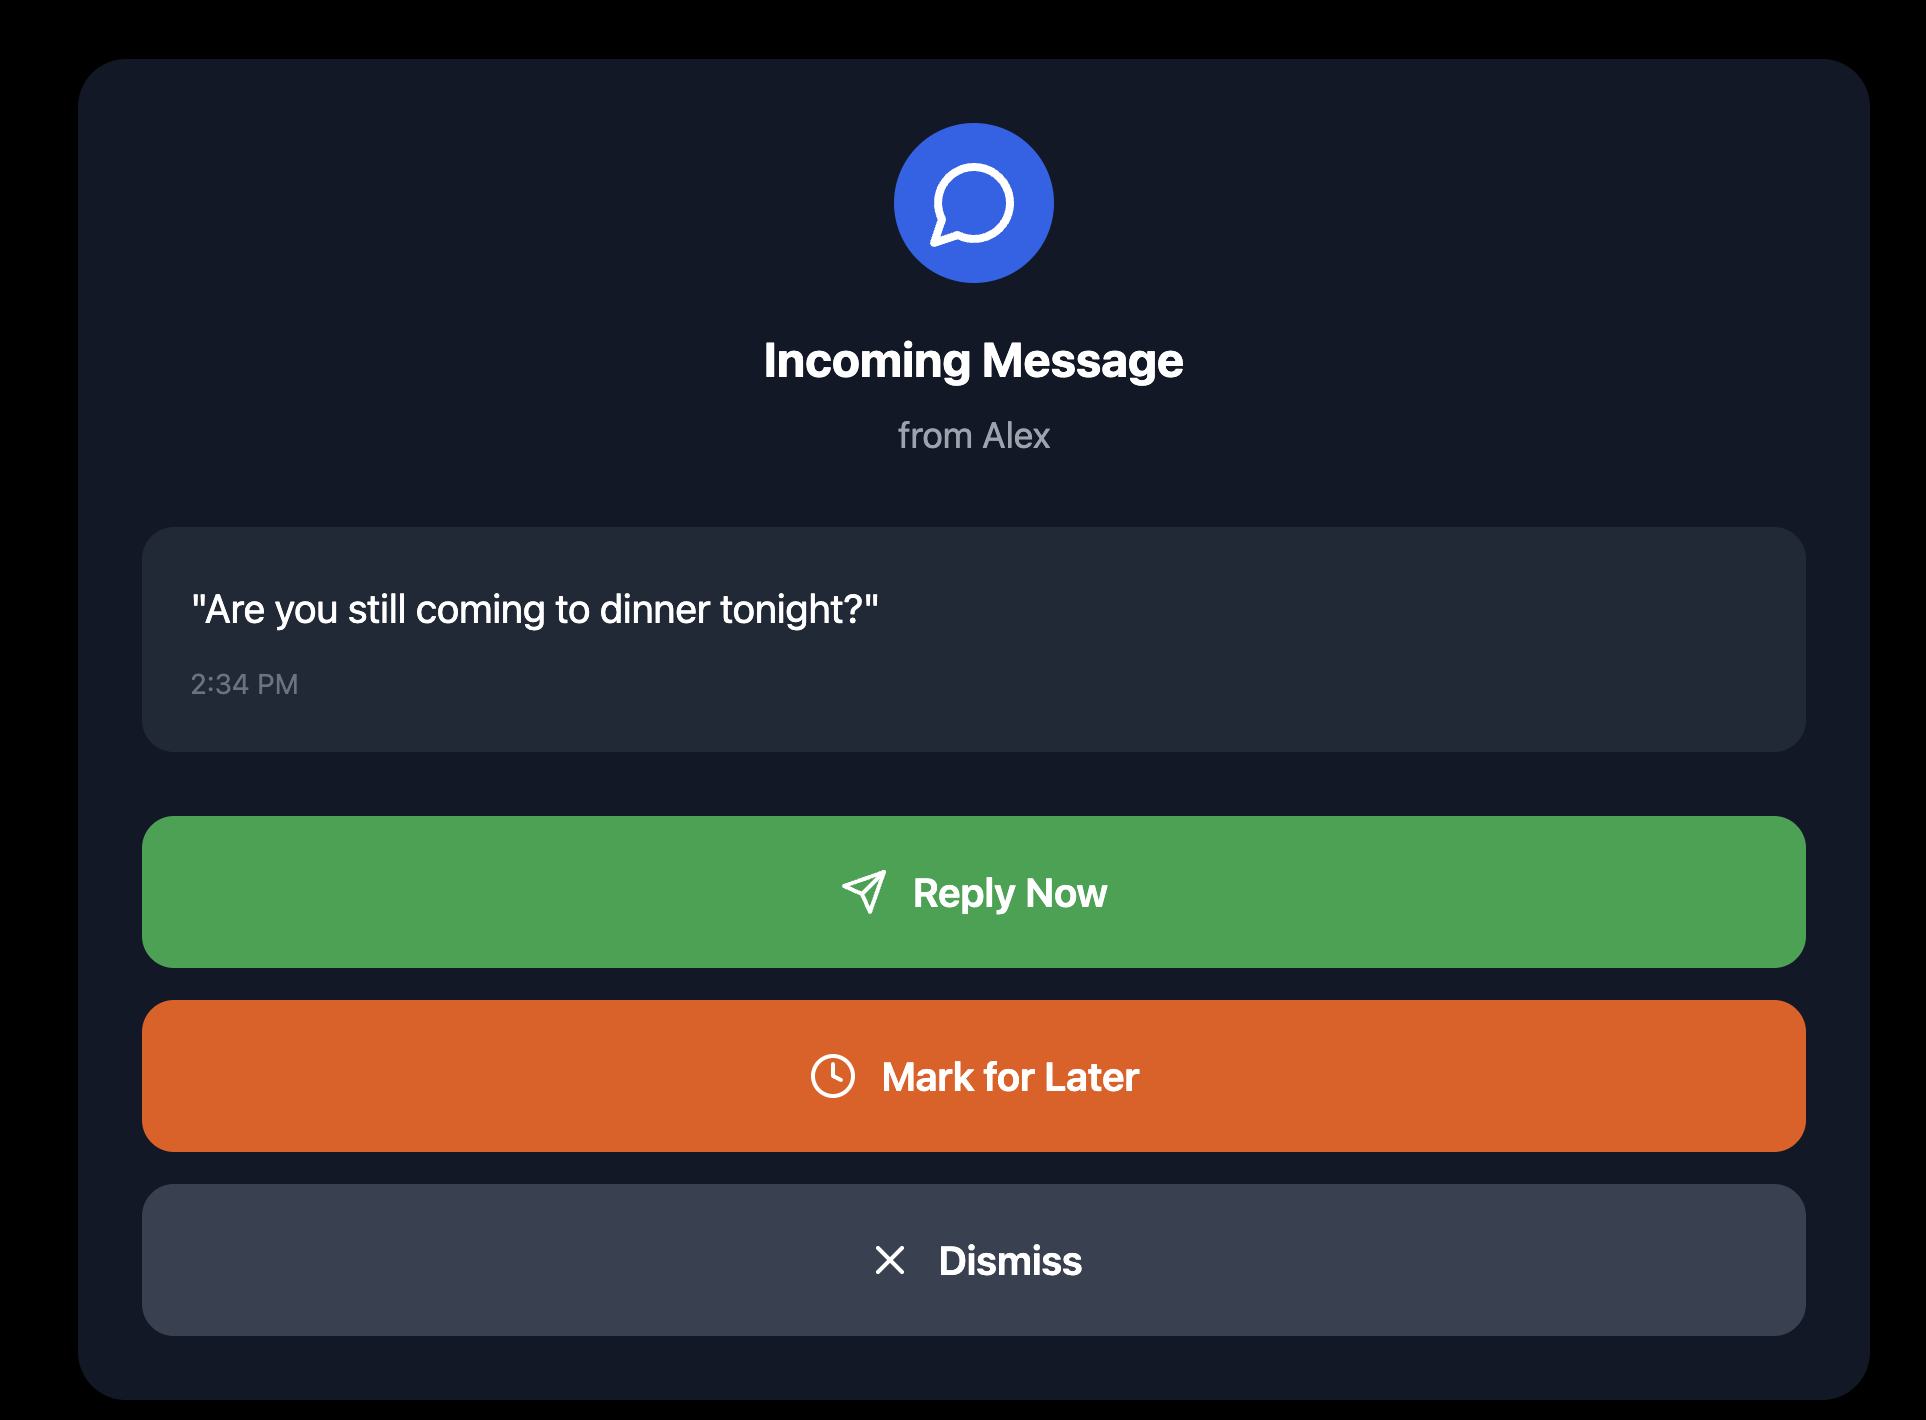 Incoming Message
from Alex
"Are you still coming to dinner tonight?"
2:34 PM
Reply Now
Mark for Later
Dismiss